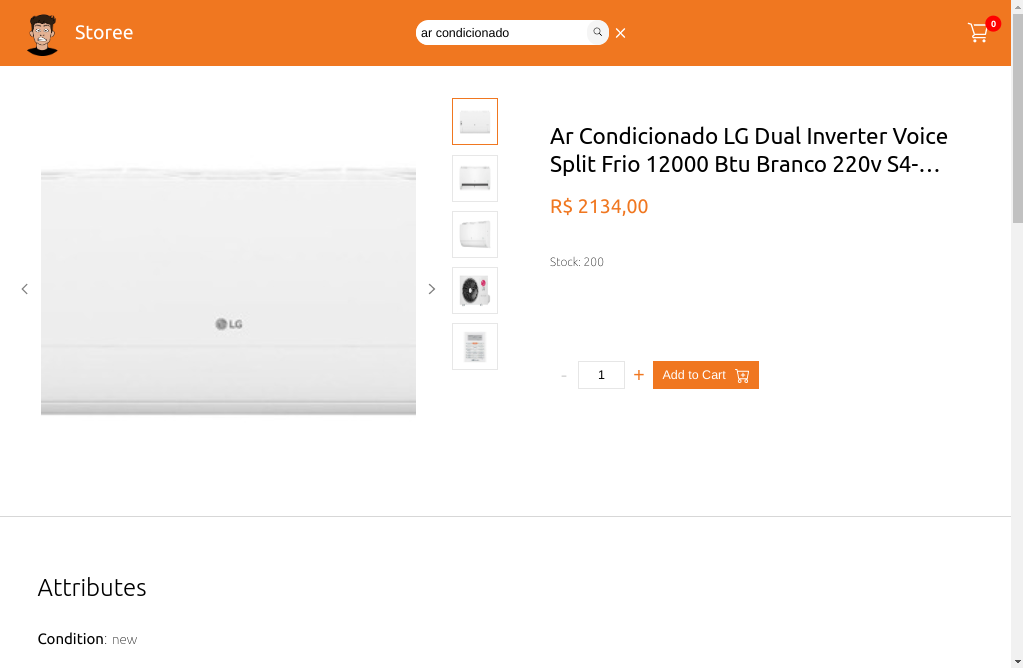 Storee
ar condicionado
0
LG
Ar Condicionado LG Dual Inverter Voice
Split Frio 12000 Btu Branco 220v S4-...
R$ 2134,00
Stock: 200
- 1 + Add to Cart
Attributes
Condition: new